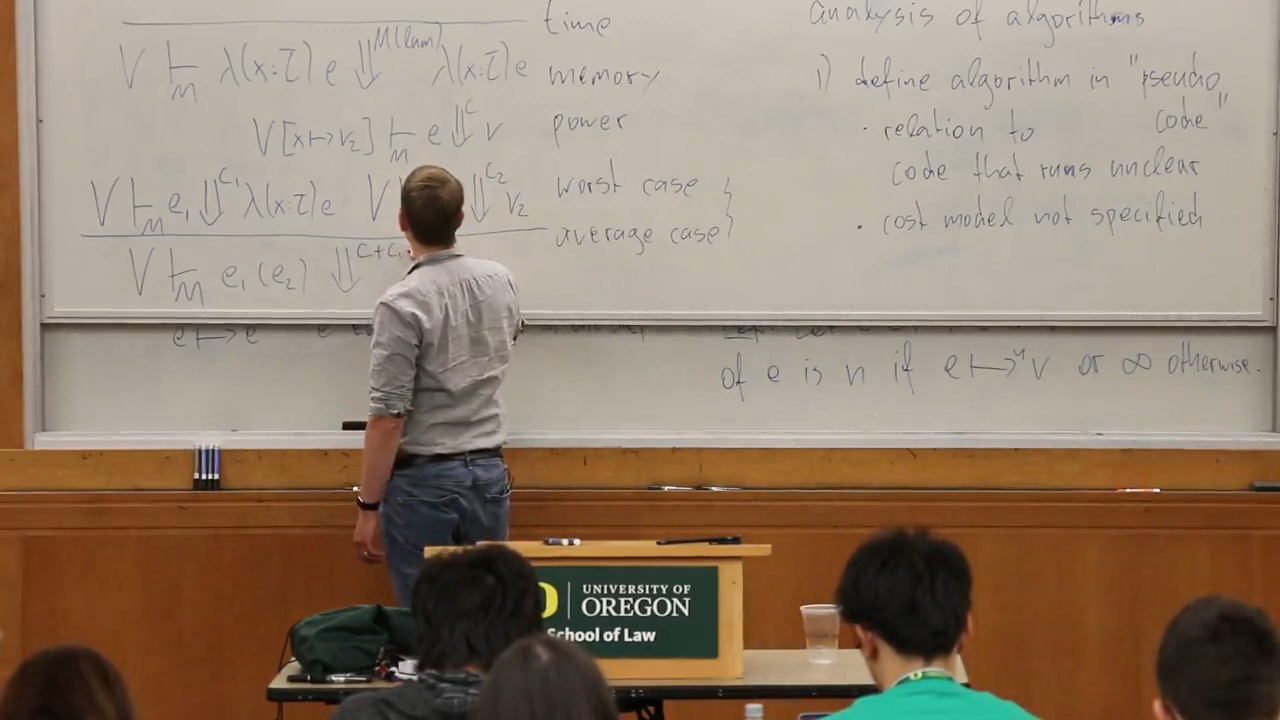 time
V ⊢M λ(x:τ) e ⇓M(lam) λ(x:τ) e
memory
V[x↦v2] ⊢M e ⇓C v
power
V ⊢M e1 ⇓C1 λ(x:τ) e V ⇓C2 v2
worst case
average case
V ⊢M e1(e2) ⇓C+C1
analysis of algorithms
1) define algorithm in "pseudo code"
· relation to
code that runs unclear
· cost model not specified
e ↦ e
of e is n if e ↦n v or ∞ otherwise.
UNIVERSITY OF
OREGON
School of Law